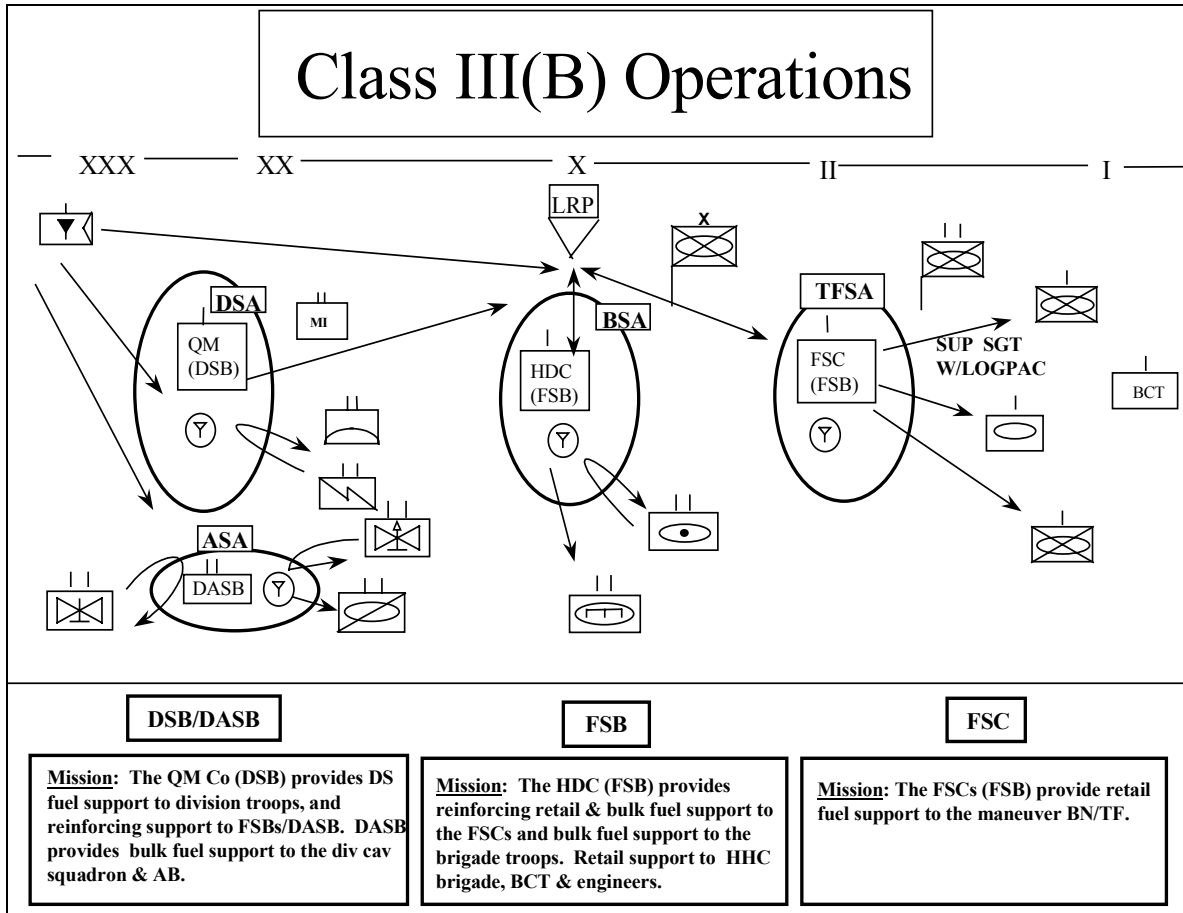 Class III(B) Operations
XXX XX X II I
LRP
X
DSA
QM
(DSB)
MI
BSA
HDC
(FSB)
TFSA
FSC
(FSB)
SUP SGT
W/LOGPAC
BCT
ASA
DASB
DSB/DASB
Mission: The QM Co (DSB) provides DS
fuel support to division troops, and
reinforcing support to FSBs/DASB. DASB
provides bulk fuel support to the div cav
squadron & AB.
FSB
Mission: The HDC (FSB) provides
reinforcing retail & bulk fuel support to
the FSCs and bulk fuel support to the
brigade troops. Retail support to HHC
brigade, BCT & engineers.
FSC
Mission: The FSCs (FSB) provide retail
fuel support to the maneuver BN/TF.